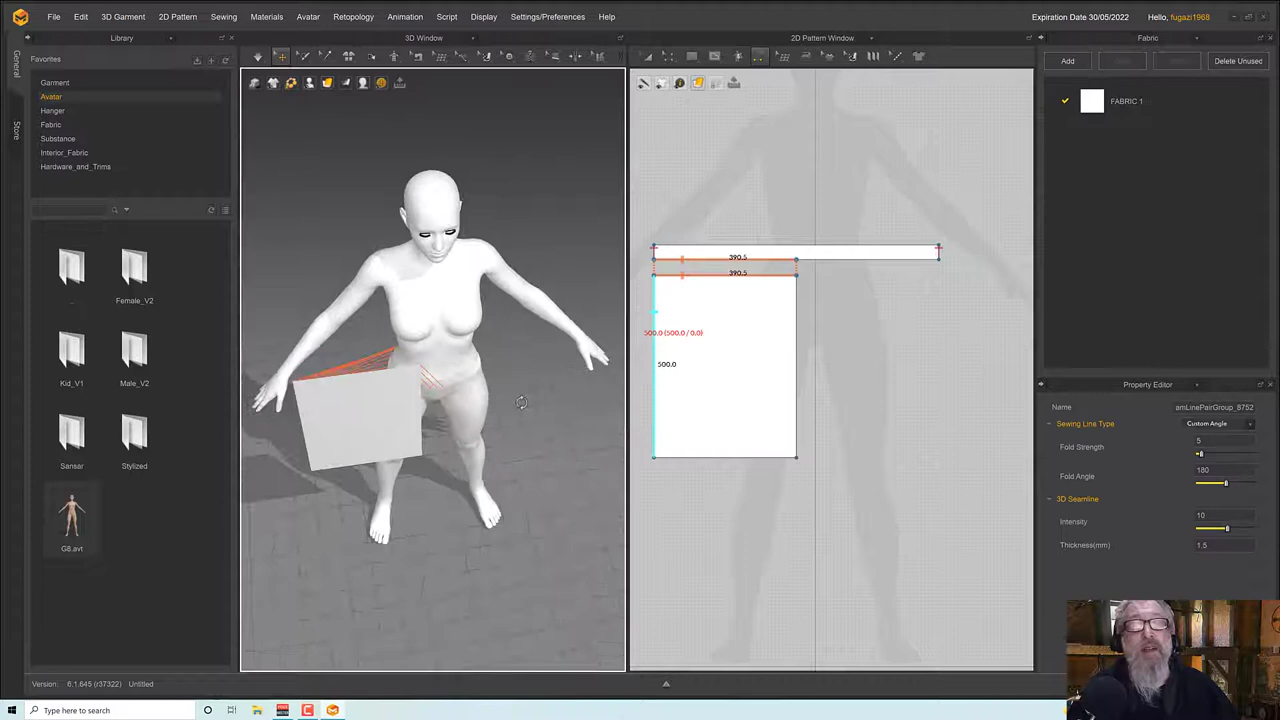 File Edit 3D Garment 2D Pattern Sewing Materials Avatar Retopology Animation Script Display Settings/Preferences Help
Expiration Date 30/05/2022 Hello, fugazi1968
Library
3D Window
2D Pattern Window
Fabric
General
Store
Favorites
Garment
Avatar
Hanger
Fabric
Substance
Interior_Fabric
Hardware_and_Trims
..
Female_V2
Kid_V1
Male_V2
Sansar
Stylized
G8.avt
390.5
390.5
500.0 (500.0 / 0.0)
500.0
Add
Delete Unused
FABRIC 1
Property Editor
Name amLinePairGroup_8752
Sewing Line Type Custom Angle
Fold Strength 5
Fold Angle 180
3D Seamline
Intensity 10
Thickness(mm) 1.5
Version: 6.1.645 (r37322) Untitled
Type here to search